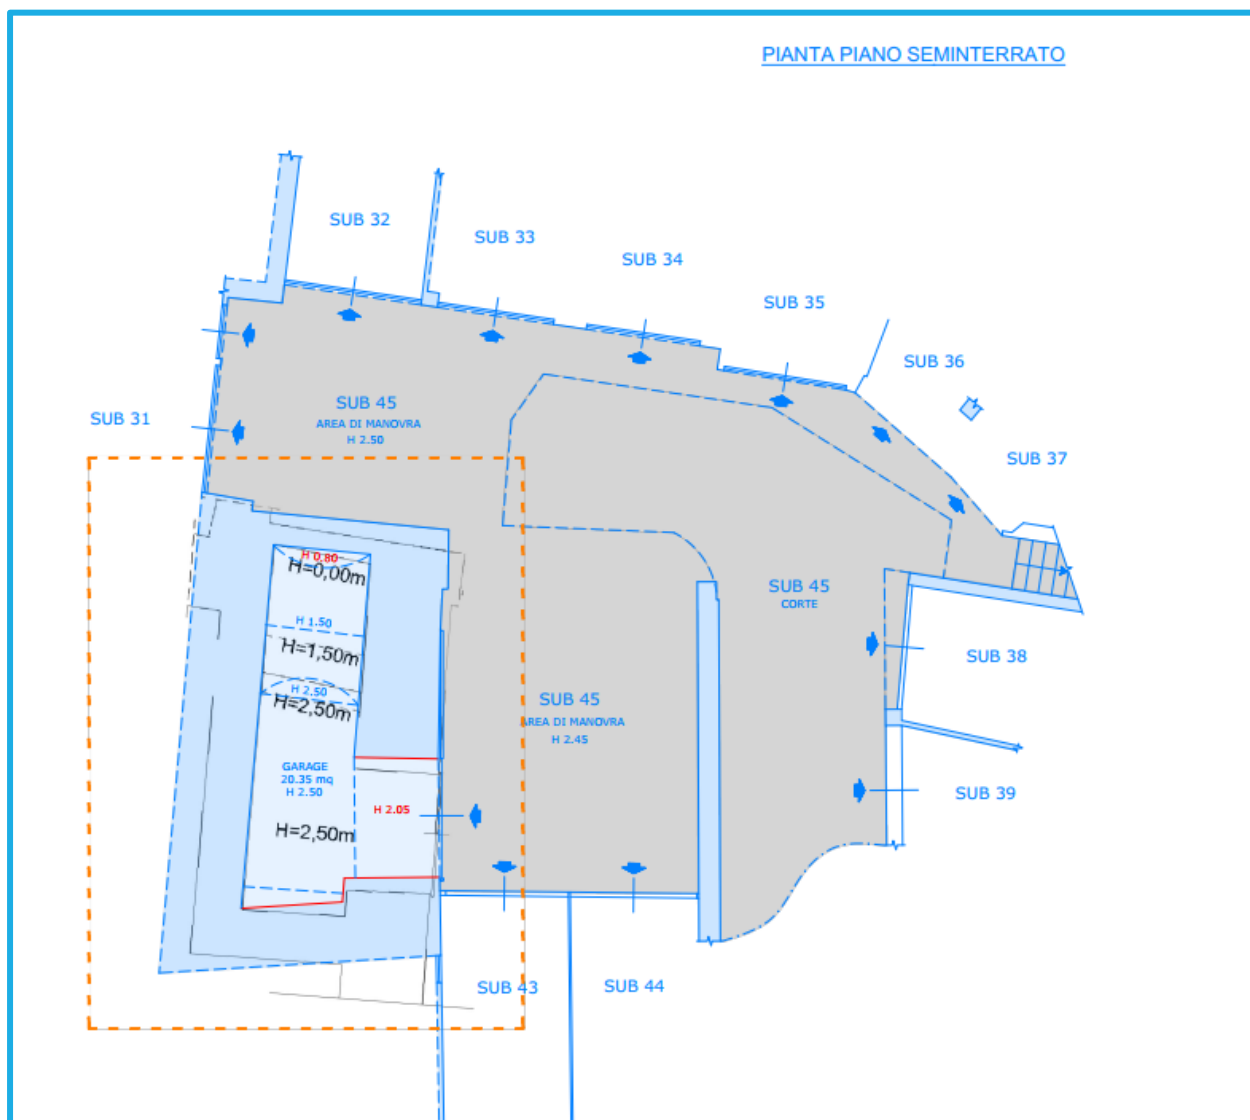 PIANTA PIANO SEMINTERRATO
SUB 32
SUB 33
SUB 34
SUB 35
SUB 36
SUB 31
SUB 45
AREA DI MANOVRA
H 2.50
SUB 37
H 0.80
H=0,00m
H 1.50
H=1,50m
H 2.50
H=2,50m
SUB 45
CORTE
SUB 38
SUB 45
AREA DI MANOVRA
H 2.45
GARAGE
20.35 mq
H 2.50
H 2.05
H=2,50m
SUB 39
SUB 43
SUB 44